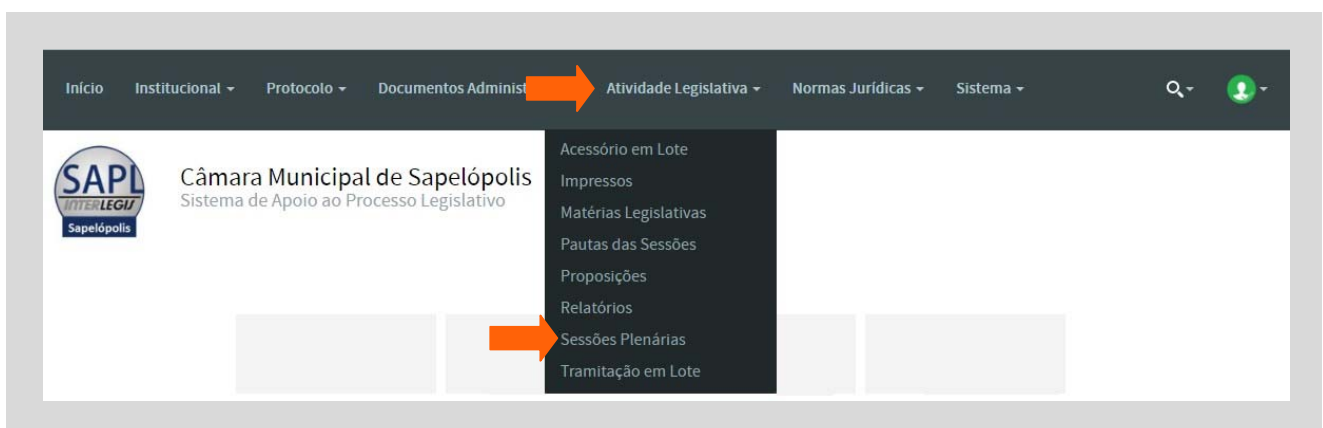 Início Institucional Protocolo Documentos Administ Atividade Legislativa Normas Jurídicas Sistema
SAPL
INTERLEGIS
Sapelópolis
Câmara Municipal de Sapelópolis
Sistema de Apoio ao Processo Legislativo
Acessório em Lote
Impressos
Matérias Legislativas
Pautas das Sessões
Proposições
Relatórios
Sessões Plenárias
Tramitação em Lote